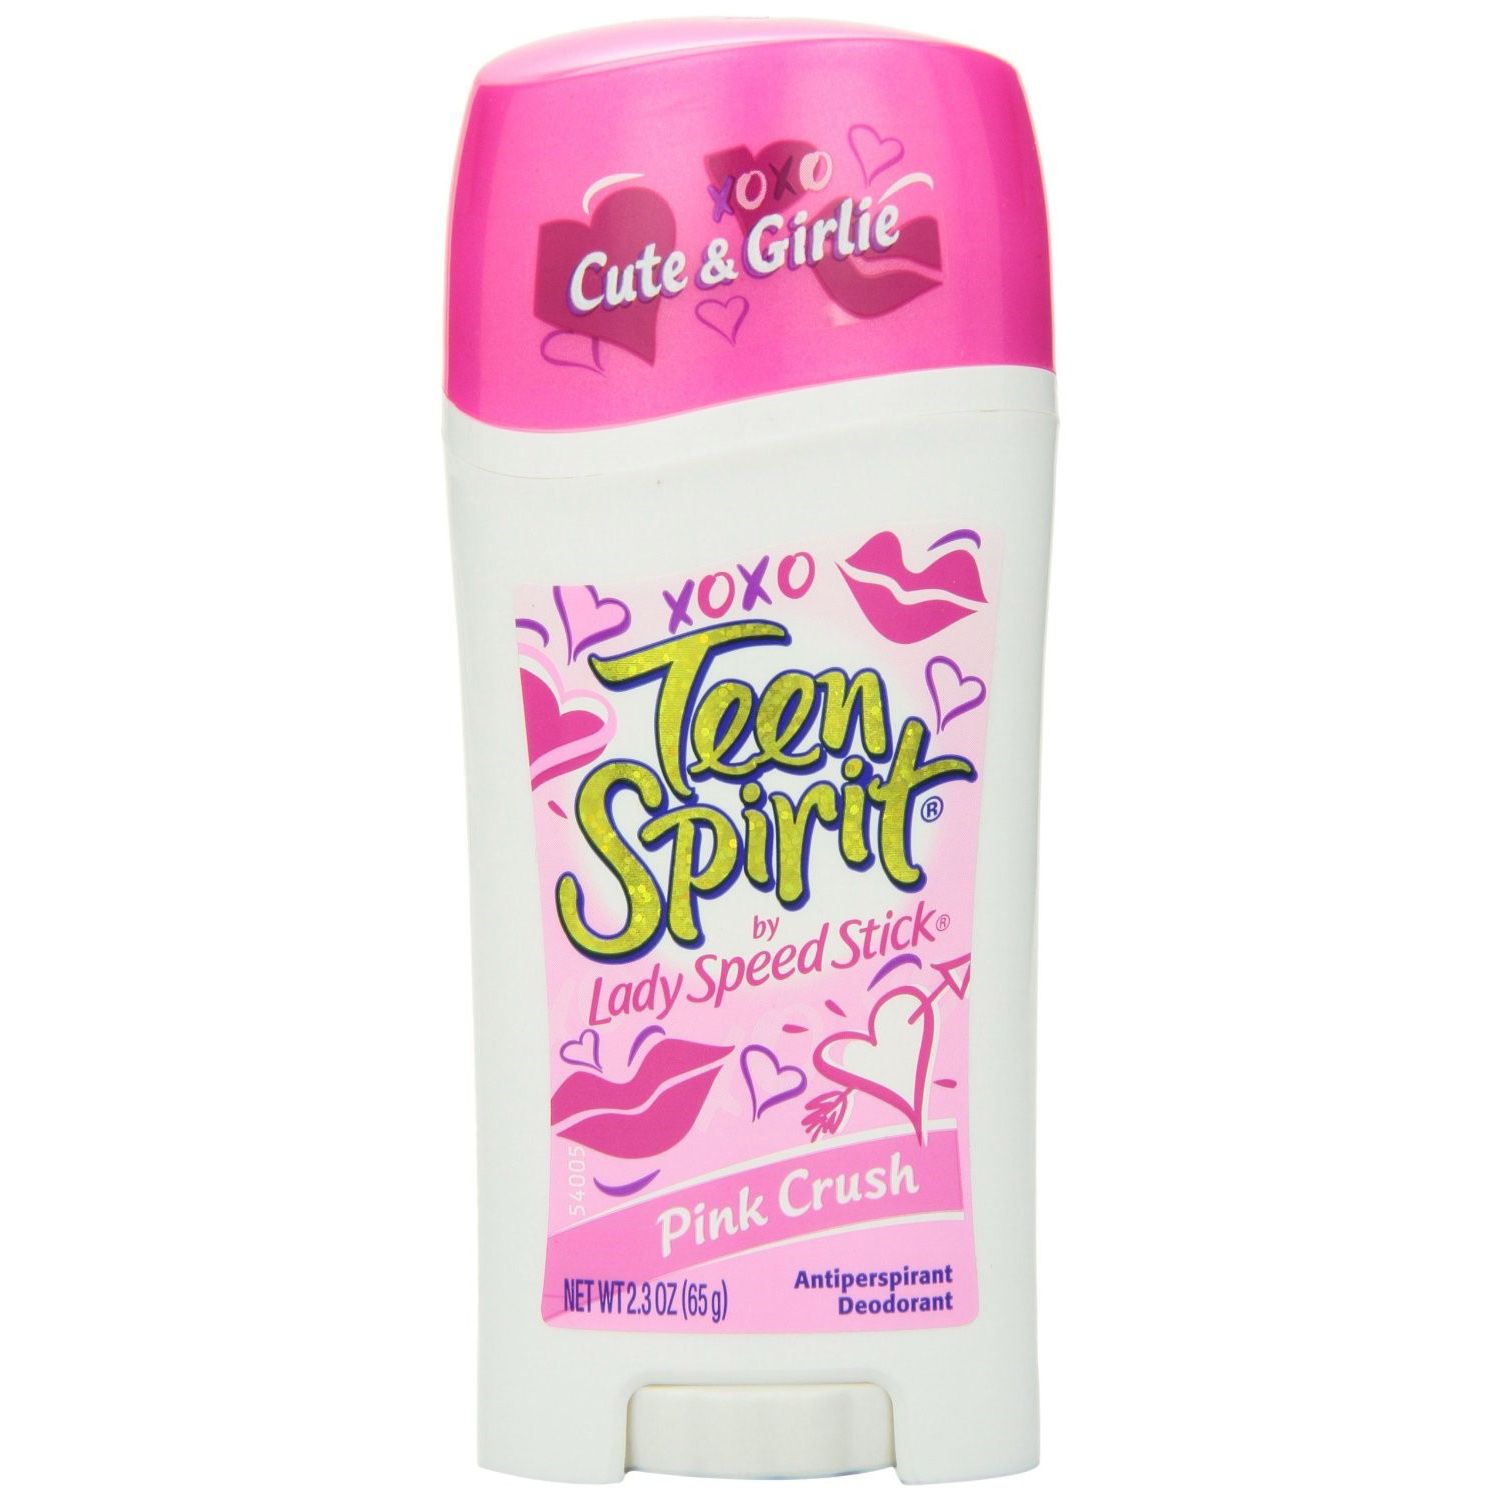 XOXO
Cute & Girlie
XOXO
Teen
Spirit®
by
Lady Speed Stick®
54005
Pink Crush
NET WT 2.3 OZ (65 g)
Antiperspirant
Deodorant